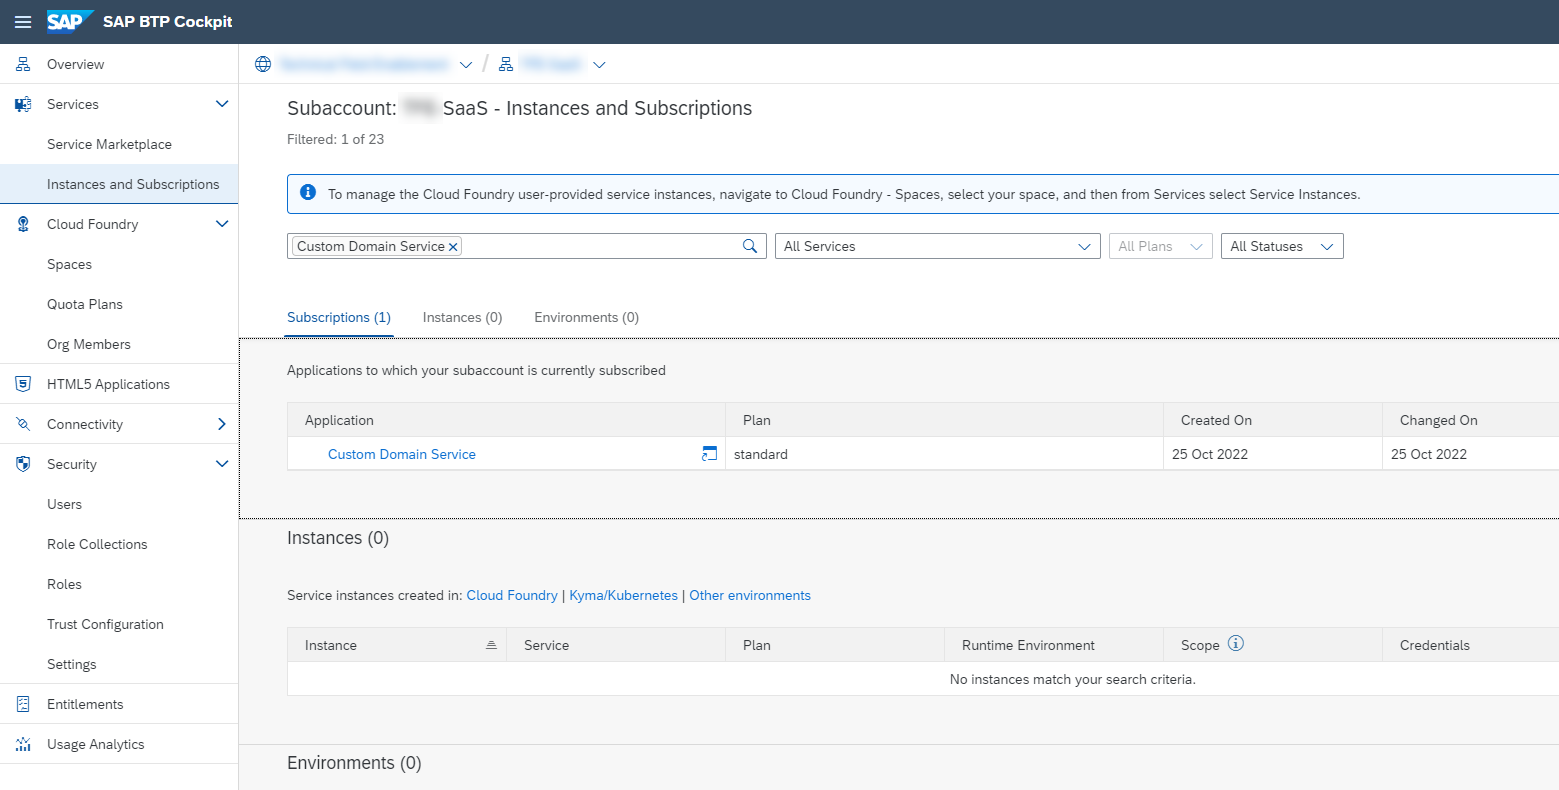 SAP SAP BTP Cockpit
Overview
Services
Service Marketplace
Instances and Subscriptions
Cloud Foundry
Spaces
Quota Plans
Org Members
HTML5 Applications
Connectivity
Security
Users
Role Collections
Roles
Trust Configuration
Settings
Entitlements
Usage Analytics
/
Subaccount: SaaS - Instances and Subscriptions
Filtered: 1 of 23
To manage the Cloud Foundry user-provided service instances, navigate to Cloud Foundry - Spaces, select your space, and then from Services select Service Instances.
Custom Domain Service All Services All Plans All Statuses
Subscriptions (1) Instances (0) Environments (0)
Applications to which your subaccount is currently subscribed
Application Plan Created On Changed On
Custom Domain Service standard 25 Oct 2022 25 Oct 2022
Instances (0)
Service instances created in: Cloud Foundry | Kyma/Kubernetes | Other environments
Instance Service Plan Runtime Environment Scope Credentials
No instances match your search criteria.
Environments (0)